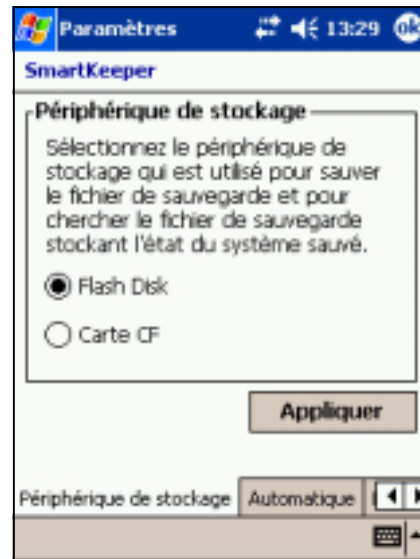 Paramètres 13:29 ok
SmartKeeper
Périphérique de stockage
Sélectionnez le périphérique de
stockage qui est utilisé pour sauver
le fichier de sauvegarde et pour
chercher le fichier de sauvegarde
stockant l'état du système sauvé.
Flash Disk
Carte CF
Appliquer
Périphérique de stockage Automatique